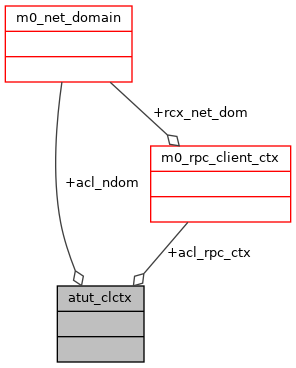 m0_net_domain
+rcx_net_dom
m0_rpc_client_ctx
+acl_ndom
+acl_rpc_ctx
atut_clctx